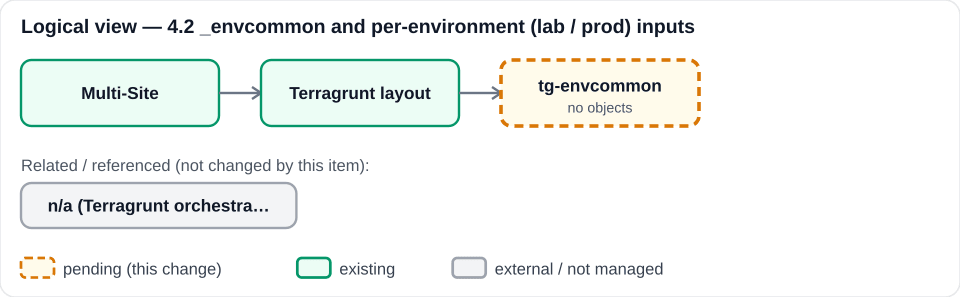 Logical view — 4.2 _envcommon and per-environment (lab / prod) inputs
Multi-Site
Terragrunt layout
tg-envcommon
no objects
Related / referenced (not changed by this item):
n/a (Terragrunt orchestra…
pending (this change)
existing
external / not managed